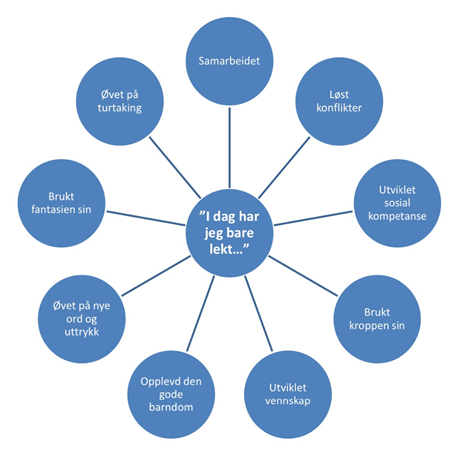 Samarbeidet
Løst
konflikter
Utviklet
sosial
kompetanse
Brukt
kroppen sin
Utviklet
vennskap
Opplevd den
gode
barndom
Øvet på nye
ord og
uttrykk
Brukt
fantasien sin
Øvet på
turtaking
”I dag har
jeg bare
lekt…”